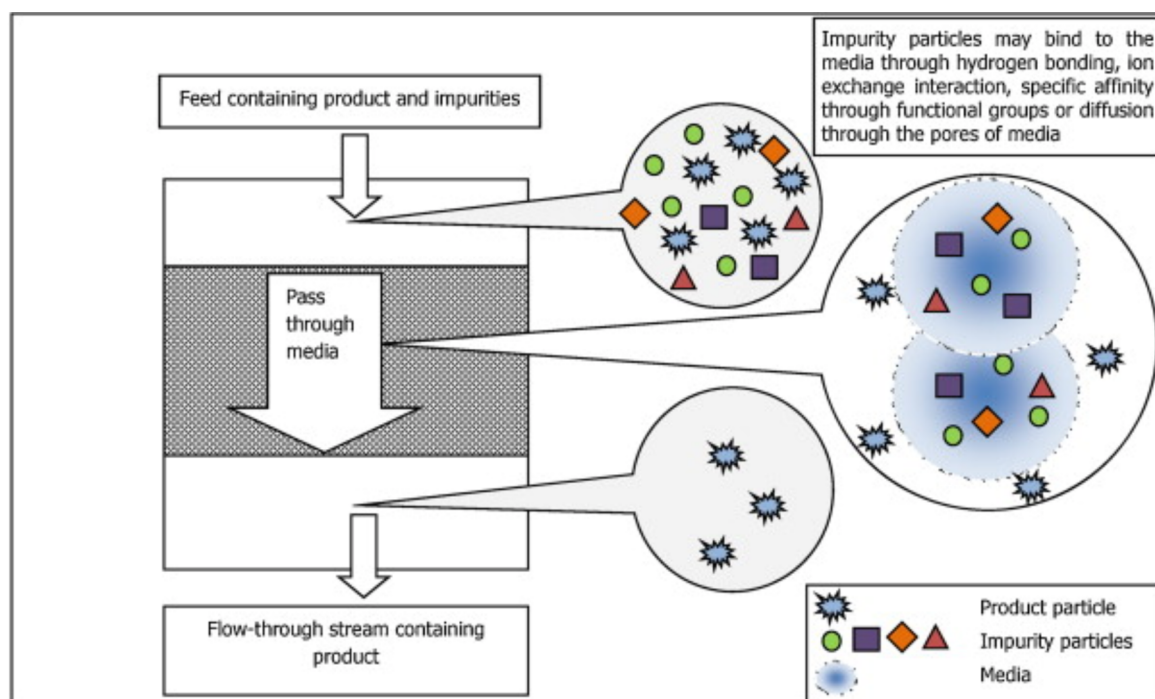 Impurity particles may bind to the
media through hydrogen bonding, ion
exchange interaction, specific affinity
through functional groups or diffusion
through the pores of media
Feed containing product and impurities
Pass
through
media
Flow-through stream containing
product
Product particle
Impurity particles
Media